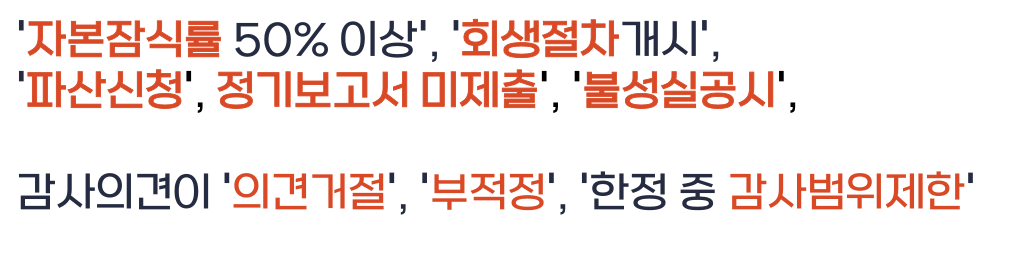 '자본잠식률 50% 이상', '회생절차개시',
'파산신청', 정기보고서 미제출', '불성실공시',
감사의견이 '의견거절', '부적정', '한정 중 감사범위제한'